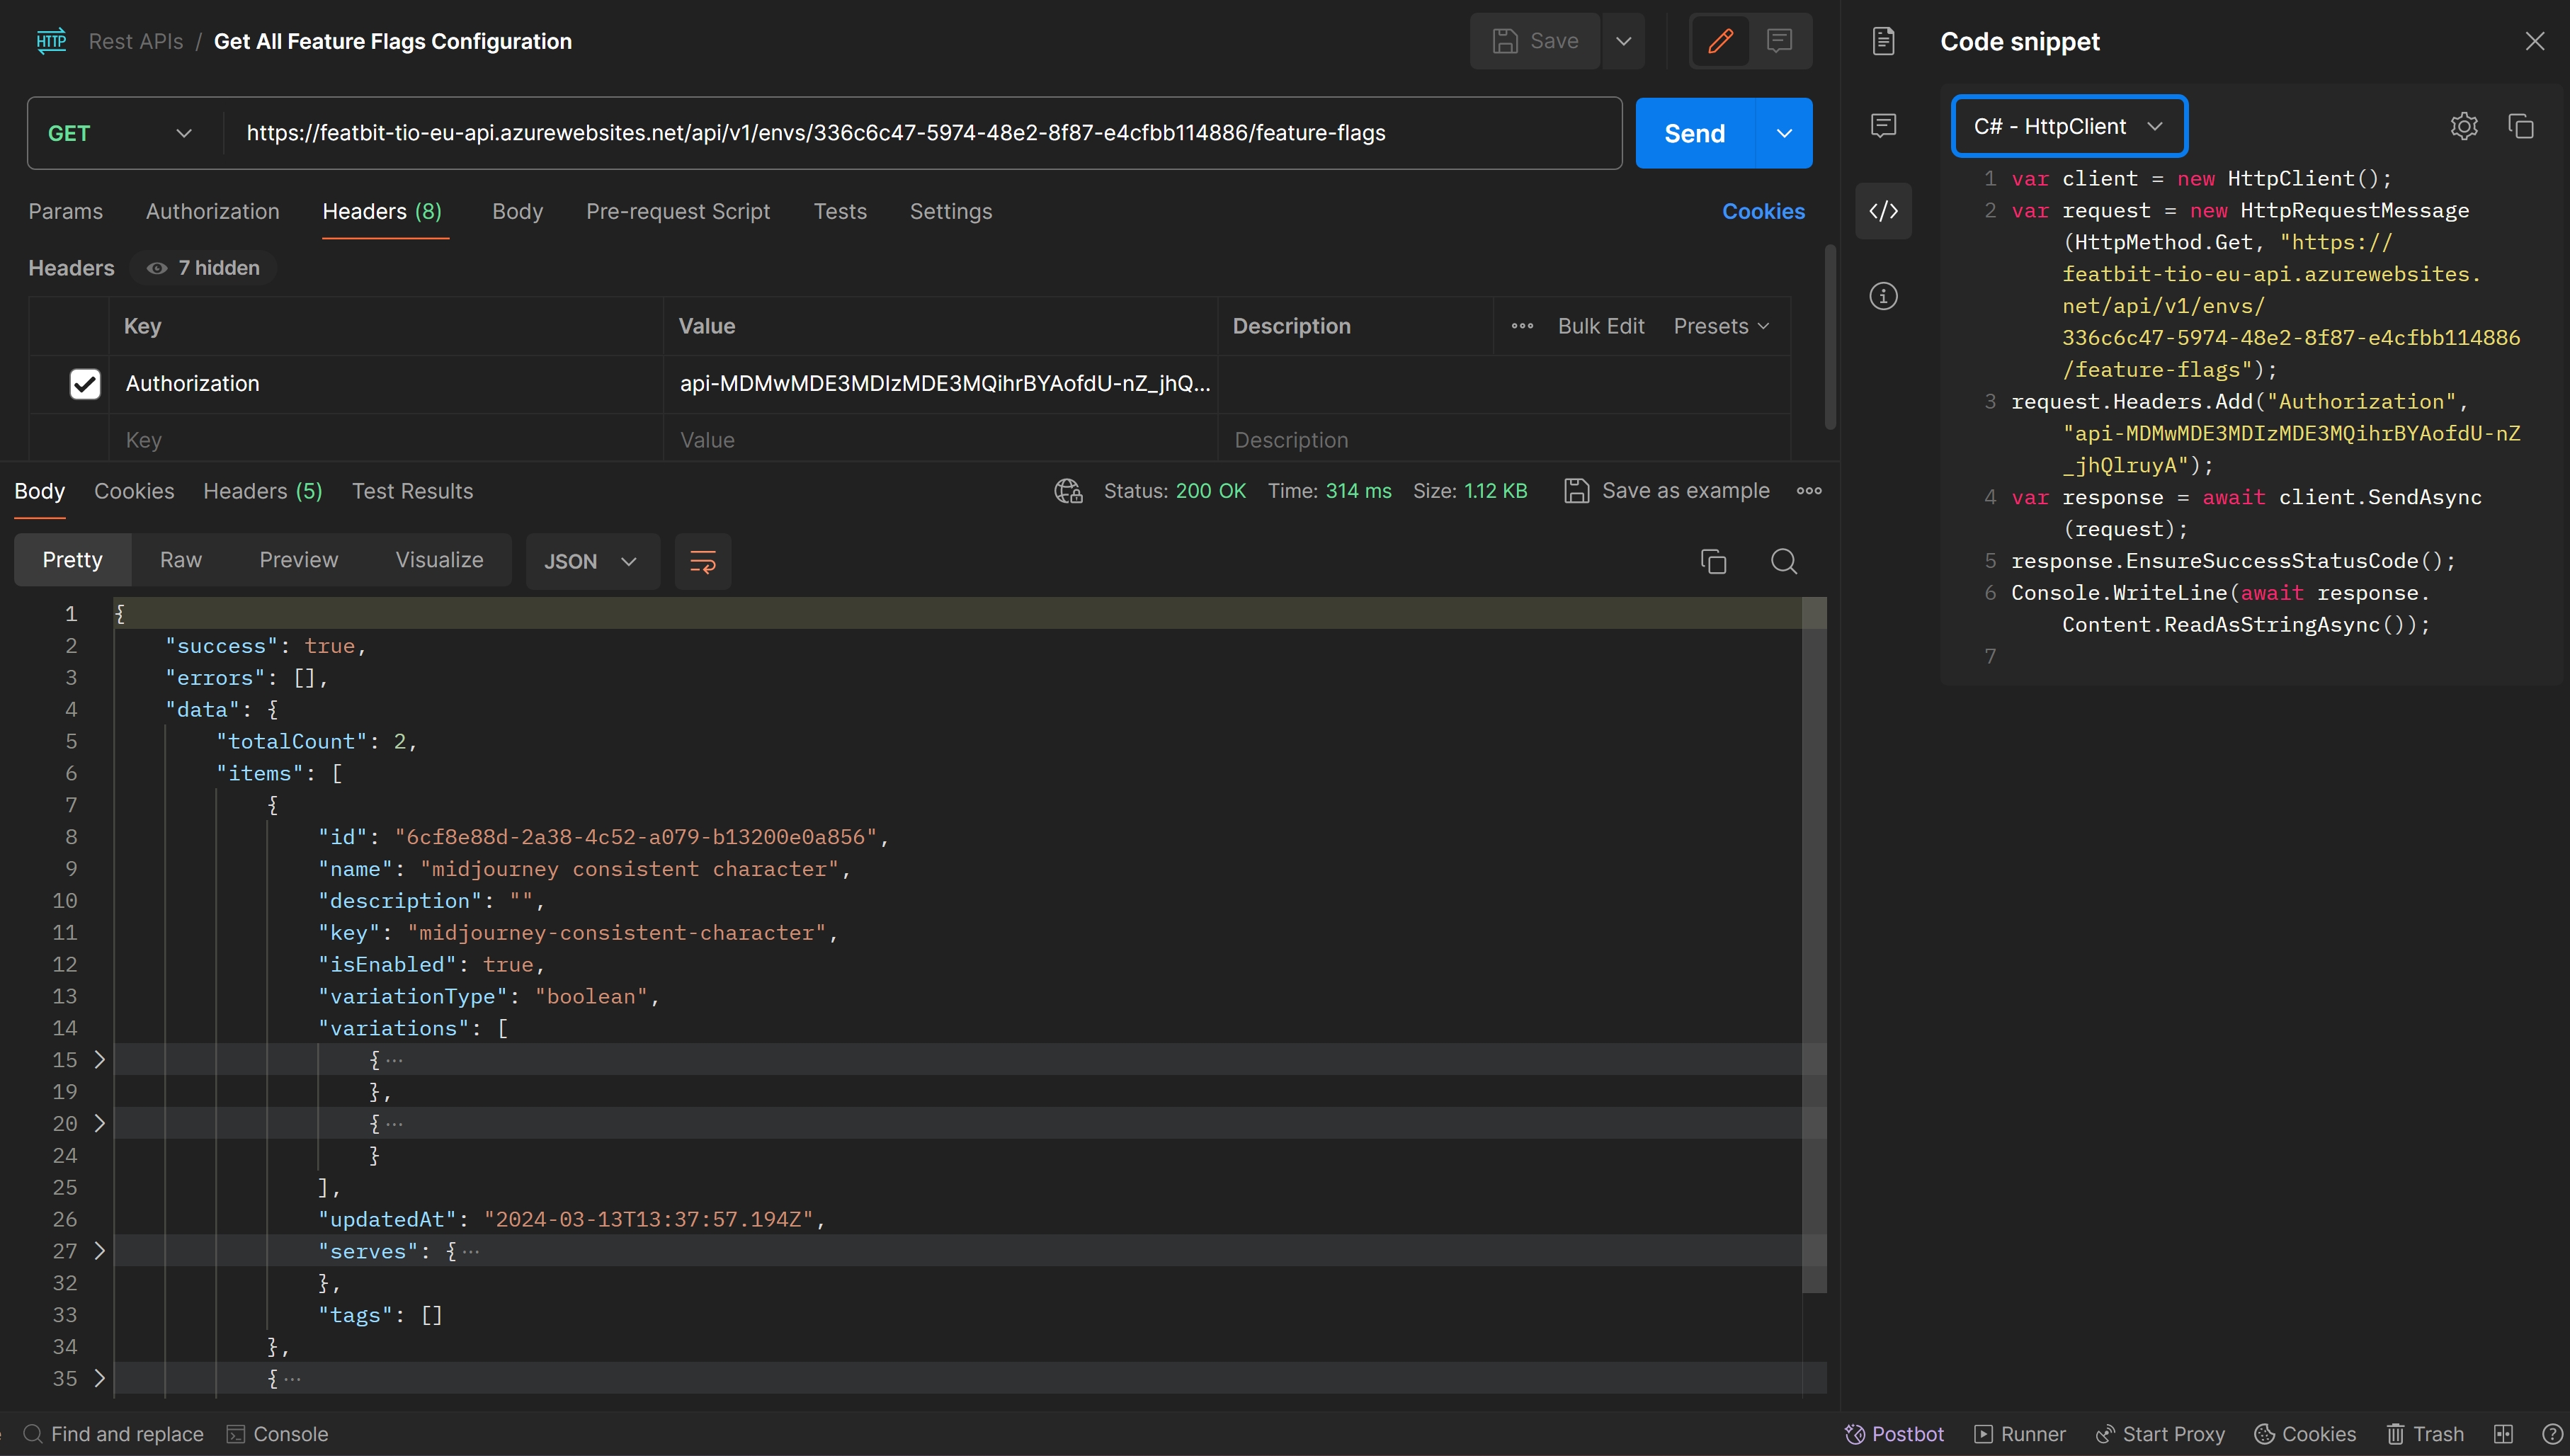 HTTP Rest APIs / Get All Feature Flags Configuration
Save
GET https://featbit-tio-eu-api.azurewebsites.net/api/v1/envs/336c6c47-5974-48e2-8f87-e4cfbb114886/feature-flags
Send
Params Authorization Headers (8) Body Pre-request Script Tests Settings Cookies
Headers 7 hidden
Key Value Description Bulk Edit Presets
Authorization api-MDMwMDE3MDIzMDE3MQihrBYAofdU-nZ_jhQ...
Key Value Description
Body Cookies Headers (5) Test Results Status: 200 OK Time: 314 ms Size: 1.12 KB Save as example
Pretty Raw Preview Visualize JSON
1 {
2 "success": true,
3 "errors": [],
4 "data": {
5 "totalCount": 2,
6 "items": [
7 {
8 "id": "6cf8e88d-2a38-4c52-a079-b13200e0a856",
9 "name": "midjourney consistent character",
10 "description": "",
11 "key": "midjourney-consistent-character",
12 "isEnabled": true,
13 "variationType": "boolean",
14 "variations": [
15 { ···
19 },
20 { ···
24 }
25 ],
26 "updatedAt": "2024-03-13T13:37:57.194Z",
27 "serves": { ···
32 },
33 "tags": []
34 },
35 { ···
Code snippet
C# - HttpClient
1 var client = new HttpClient();
2 var request = new HttpRequestMessage
(HttpMethod.Get, "https://
featbit-tio-eu-api.azurewebsites.
net/api/v1/envs/
336c6c47-5974-48e2-8f87-e4cfbb114886
/feature-flags");
3 request.Headers.Add("Authorization",
"api-MDMwMDE3MDIzMDE3MQihrBYAofdU-nZ
_jhQlruyA");
4 var response = await client.SendAsync
(request);
5 response.EnsureSuccessStatusCode();
6 Console.WriteLine(await response.
Content.ReadAsStringAsync());
7
Find and replace Console Postbot Runner Start Proxy Cookies Trash